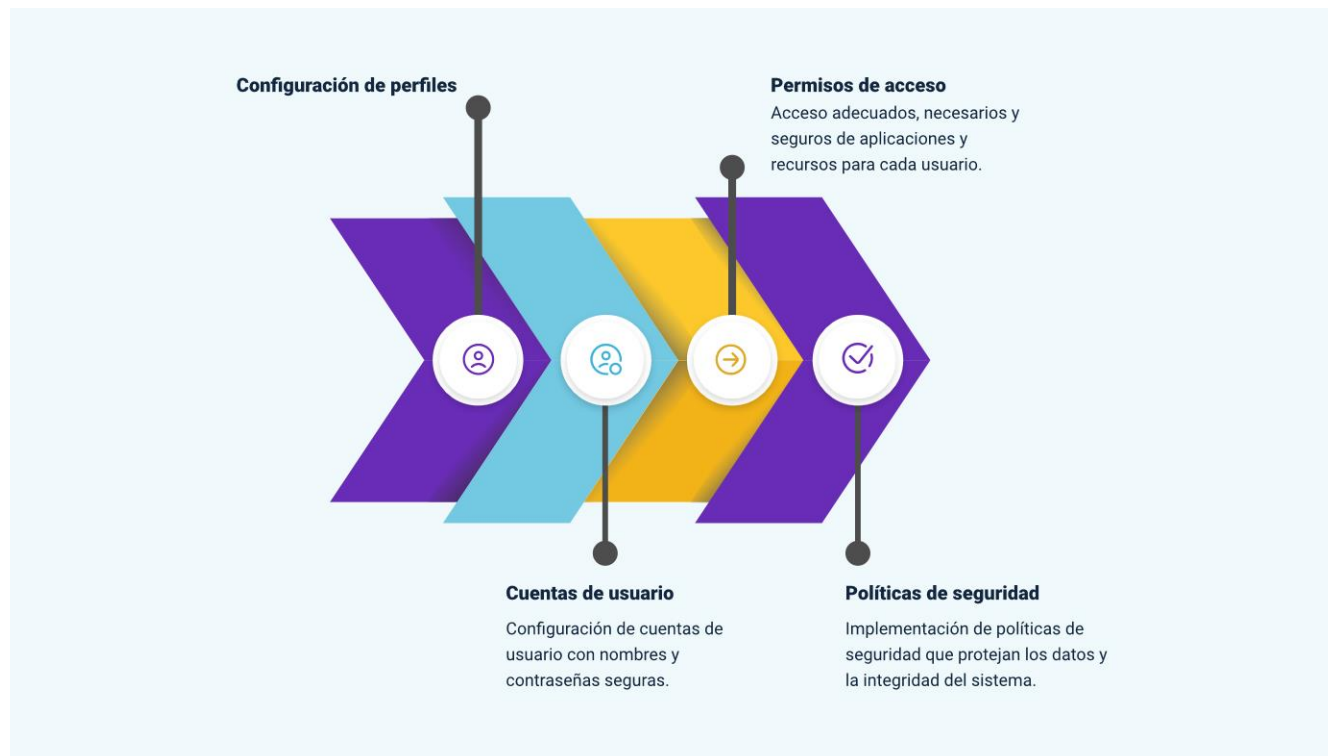 Configuración de perfiles
Permisos de acceso
Acceso adecuados, necesarios y
seguros de aplicaciones y
recursos para cada usuario.
Cuentas de usuario
Configuración de cuentas de
usuario con nombres y
contraseñas seguras.
Políticas de seguridad
Implementación de políticas de
seguridad que protejan los datos y
la integridad del sistema.